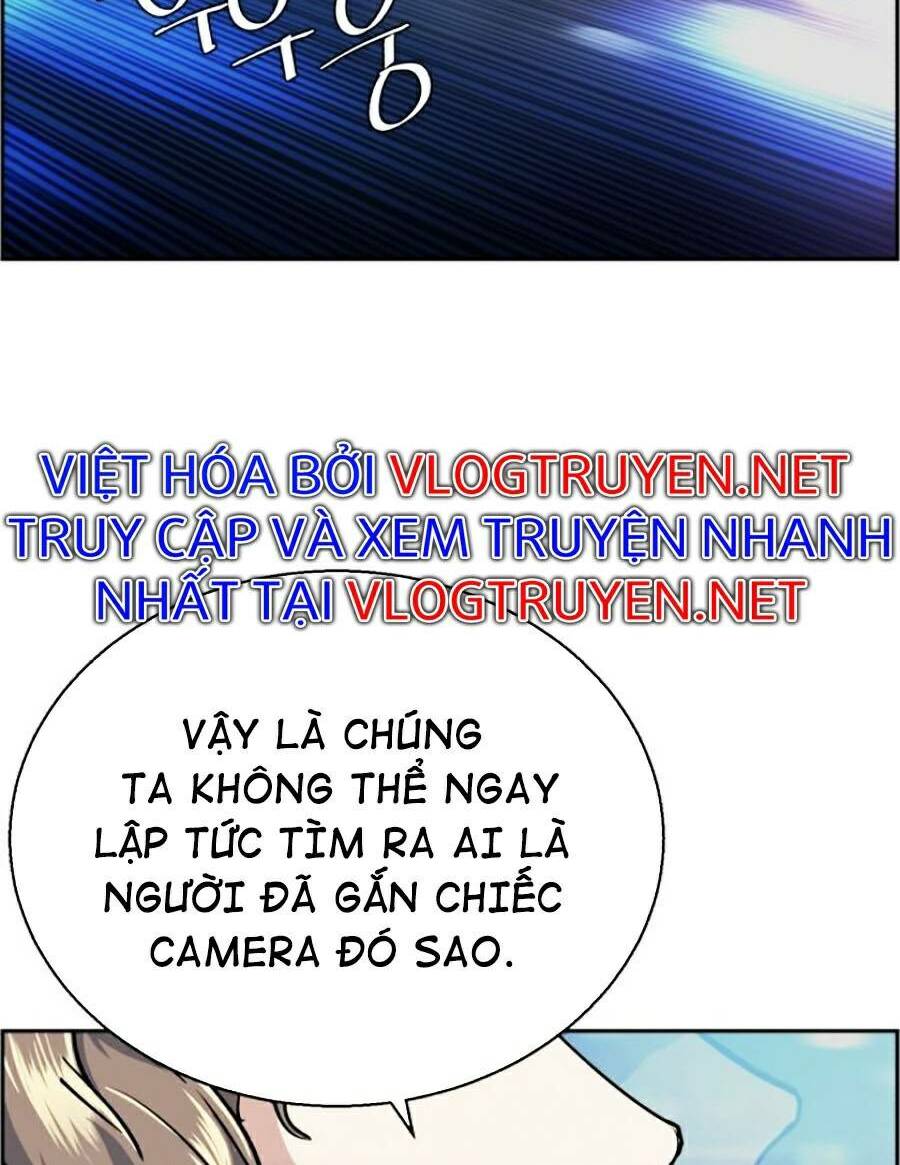 VIỆT HÓA BỞI VLOGTRUYEN.NET
TRUY CẬP VÀ XEM TRUYỆN NHANH
NHẤT TẠI VLOGTRUYEN.NET
VẬY LÀ CHÚNG
TA KHÔNG THỂ NGAY
LẬP TỨC TÌM RA AI LÀ
NGƯỜI ĐÃ GẮN CHIẾC
CAMERA ĐÓ SAO.